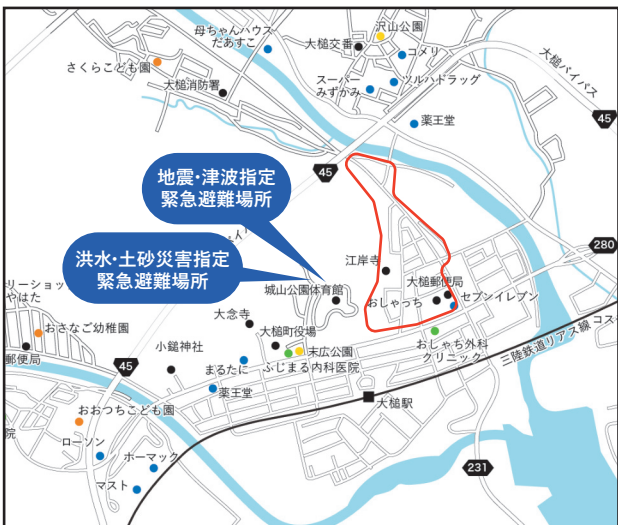 沢山公園
母ちゃんハウス
だぁすこ
大槌交番
コメリ
さくらこども園
大槌消防署
スーパー
みずかみ
ツルハドラッグ
大槌バイパス
薬王堂
45
45
地震・津波指定
緊急避難場所
洪水・土砂災害指定
緊急避難場所
江岸寺
280
大槌郵便局
城山公園体育館
おしゃっち
セブンイレブン
リーショッ
やはた
おさなご幼稚園
大念寺
大槌町役場
末広公園
おしゃち外科
クリニック
コス
三陸鉄道リアス線
郵便局
小鎚神社
ふじまる内科医院
45
まるたに
薬王堂
大槌駅
おおつちこども園
院
ローソン
ホーマック
マスト
231